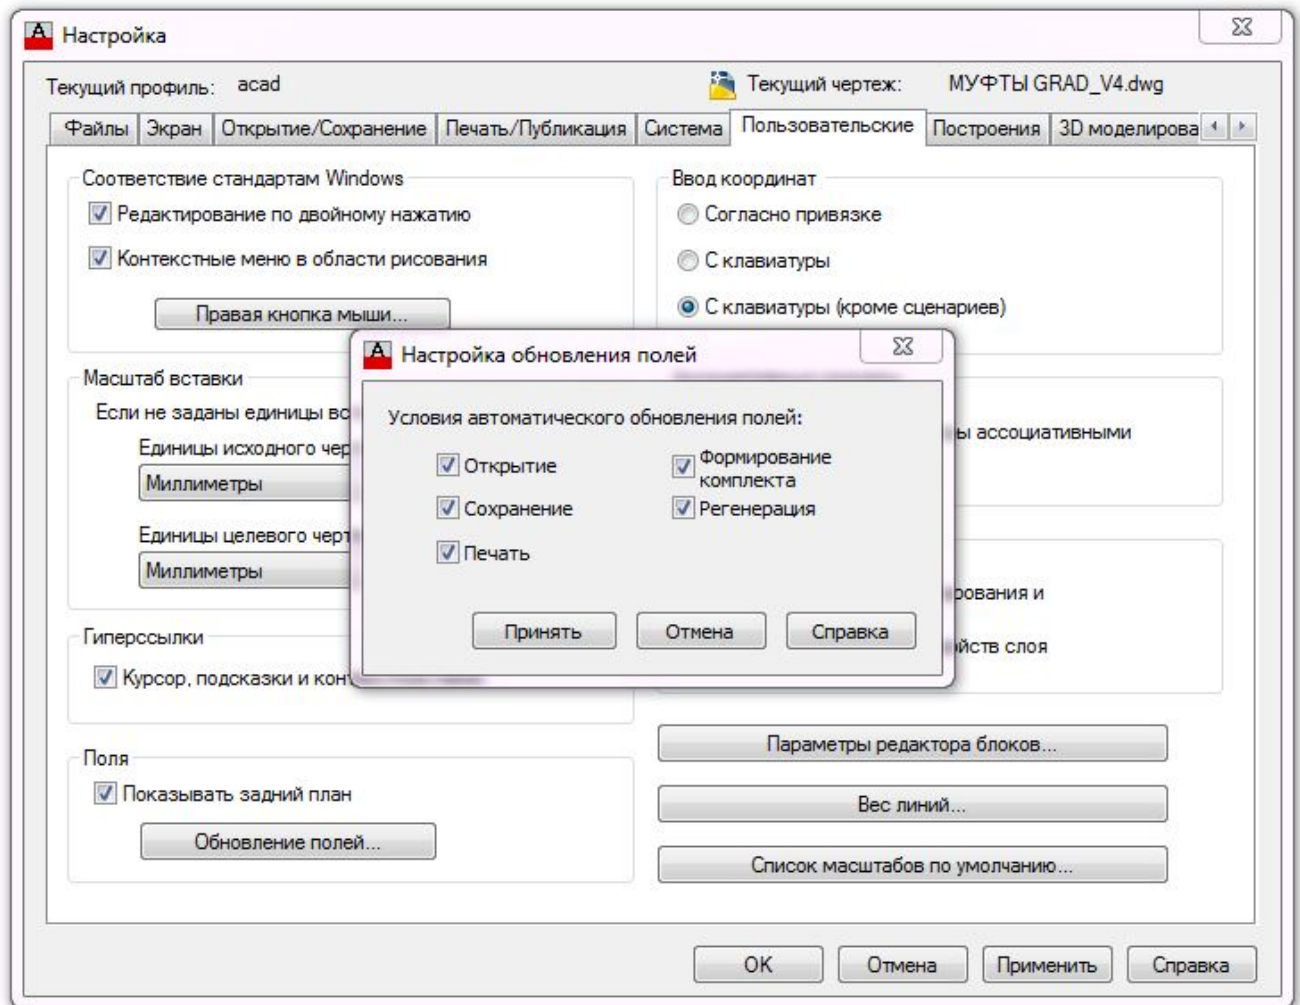 Настройка
Текущий профиль: acad Текущий чертеж: МУФТЫ GRAD_V4.dwg
Файлы Экран Открытие/Сохранение Печать/Публикация Система Пользовательские Построения 3D моделирова
Соответствие стандартам Windows
Редактирование по двойному нажатию
Контекстные меню в области рисования
Правая кнопка мыши...
Ввод координат
Согласно привязке
С клавиатуры
С клавиатуры (кроме сценариев)
Масштаб вставки
Если не заданы единицы вс
Единицы исходного чер
Миллиметры
Единицы целевого черт
Миллиметры
ы ассоциативными
Настройка обновления полей
Условия автоматического обновления полей:
Открытие
Сохранение
Печать
Формирование
комплекта
Регенерация
Принять Отмена Справка
рования и
йств слоя
Гиперссылки
Курсор, подсказки и кон
Поля
Показывать задний план
Обновление полей...
Параметры редактора блоков...
Вес линий...
Список масштабов по умолчанию...
OK Отмена Применить Справка